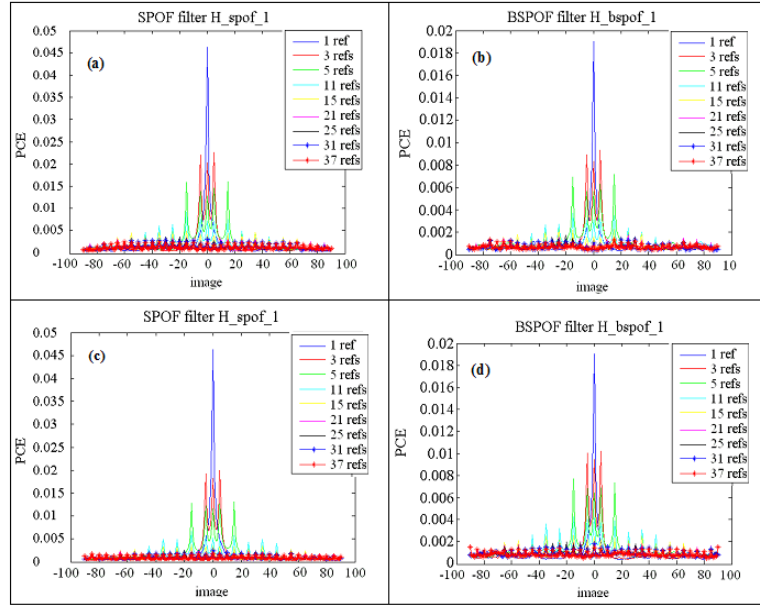 SPOF filter H_spof_1
0.05
0.045
0.04
0.035
0.03
0.025
0.02
0.015
0.01
0.005
0
PCE
(a)
1 ref
3 refs
5 refs
11 refs
15 refs
21 refs
25 refs
31 refs
37 refs
-100 -80 -60 -40 -20 0 20 40 60 80 100
image
BSPOF filter H_bspof_1
0.02
0.018
0.016
0.014
0.012
0.01
0.008
0.006
0.004
0.002
0
PCE
(b)
1 ref
3 refs
5 refs
11 refs
15 refs
21 refs
25 refs
31 refs
37 refs
-100 -80 -60 -40 -20 0 20 40 60 80 10
image
SPOF filter H_spof_1
0.05
0.045
0.04
0.035
0.03
0.025
0.02
0.015
0.01
0.005
0
PCE
(c)
1 ref
3 refs
5 refs
11 refs
15 refs
21 refs
25 refs
31 refs
37 refs
-100 -80 -60 -40 -20 0 20 40 60 80 100
image
BSPOF filter H_bspof_1
0.02
0.018
0.016
0.014
0.012
0.01
0.008
0.006
0.004
0.002
0
PCE
(d)
1 ref
3 refs
5 refs
11 refs
15 refs
21 refs
25 refs
31 refs
37 refs
-100 -80 -60 -40 -20 0 20 40 60 80 100
image